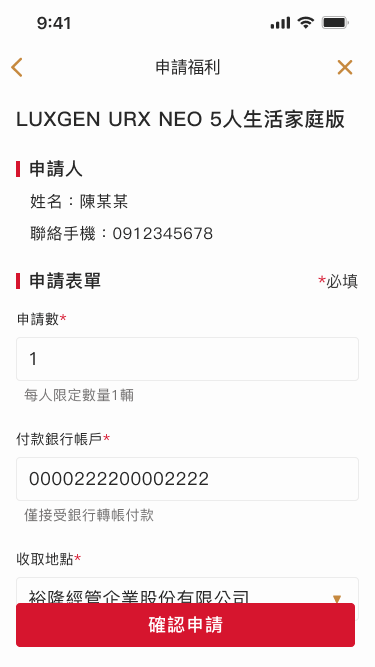 9:41
申請福利
LUXGEN URX NEO 5人生活家庭版
申請人
姓名：陳某某
聯絡手機：0912345678
申請表單 *必填
申請數*
1
每人限定數量1輛
付款銀行帳戶*
0000222200002222
僅接受銀行轉帳付款
收取地點*
裕隆經管企業股份有限公司
確認申請